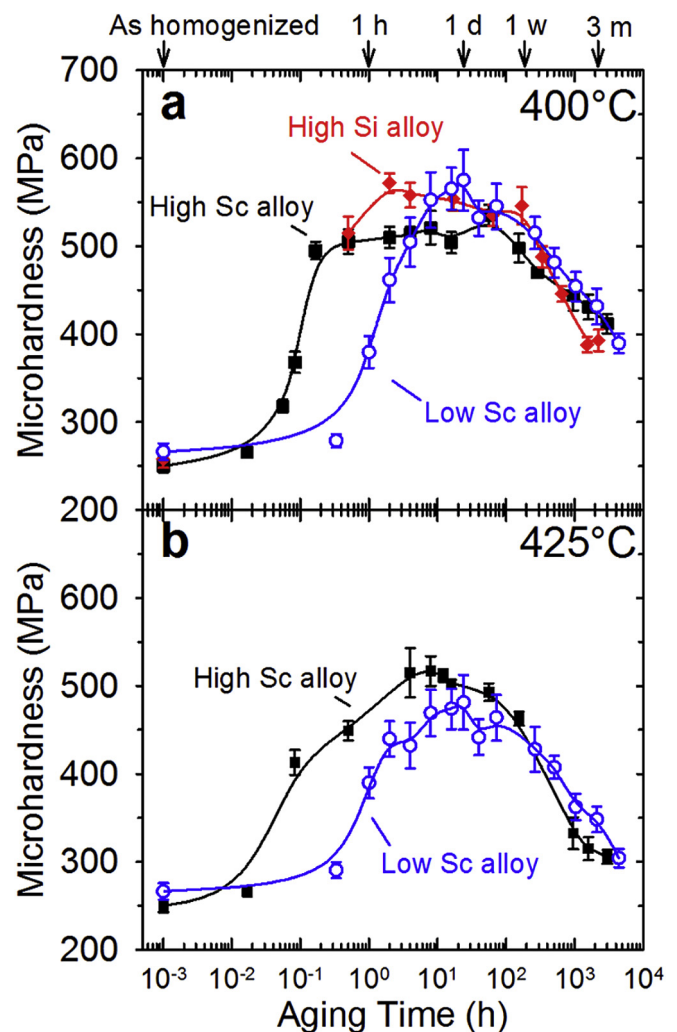 As homogenized 1 h 1 d 1 w 3 m
700
a 400°C
High Si alloy
600
High Sc alloy
500
400
Low Sc alloy
300
200
Microhardness (MPa)
b 425°C
600
High Sc alloy
500
400
Low Sc alloy
300
200
Microhardness (MPa)
10⁻³ 10⁻² 10⁻¹ 10⁰ 10¹ 10² 10³ 10⁴
Aging Time (h)